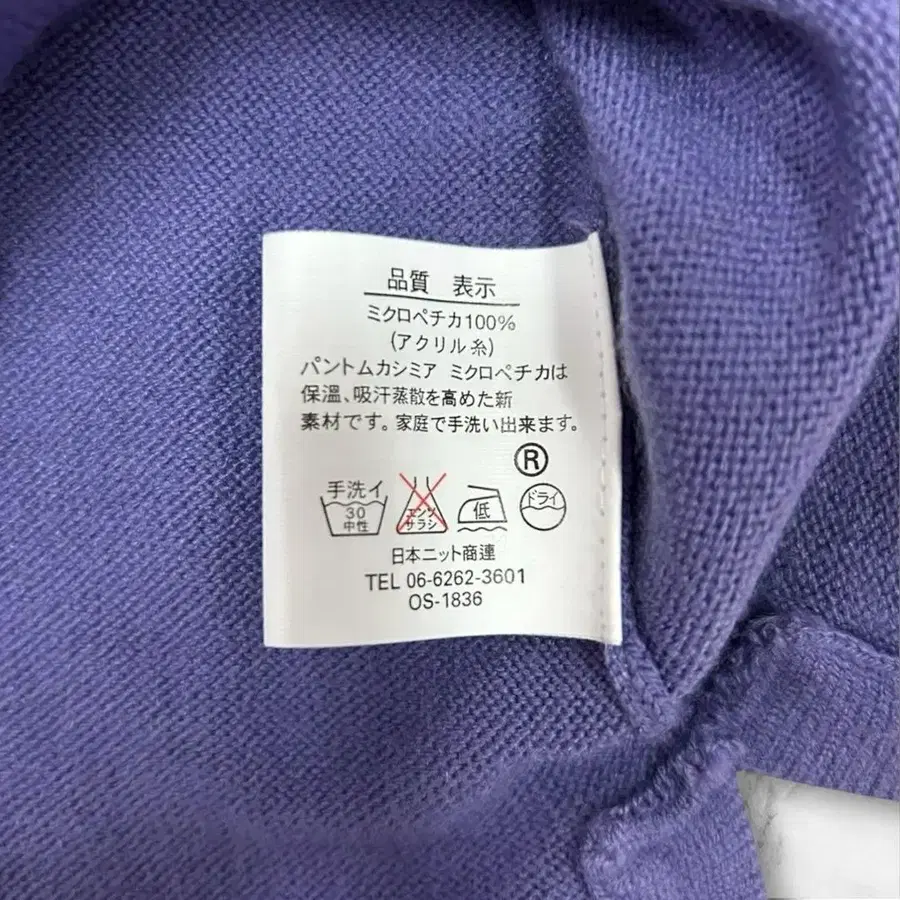 品質 表示
ミクロペチカ100%
(アクリル糸)
パントムカシミア ミクロペチカは
保温、吸汗蒸散を高めた新
素材です。家庭で手洗い出来ます。
®
手洗イ
30
中性
エンソ
サラシ
低
ドライ
日本ニット商連
TEL 06-6262-3601
OS-1836